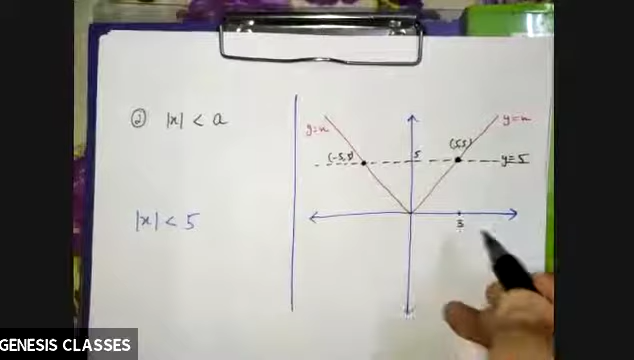 ② |x| < a
|x| < 5
y=x
y=x
(-5,5)
5
(5,5)
y=5
5
GENESIS CLASSES